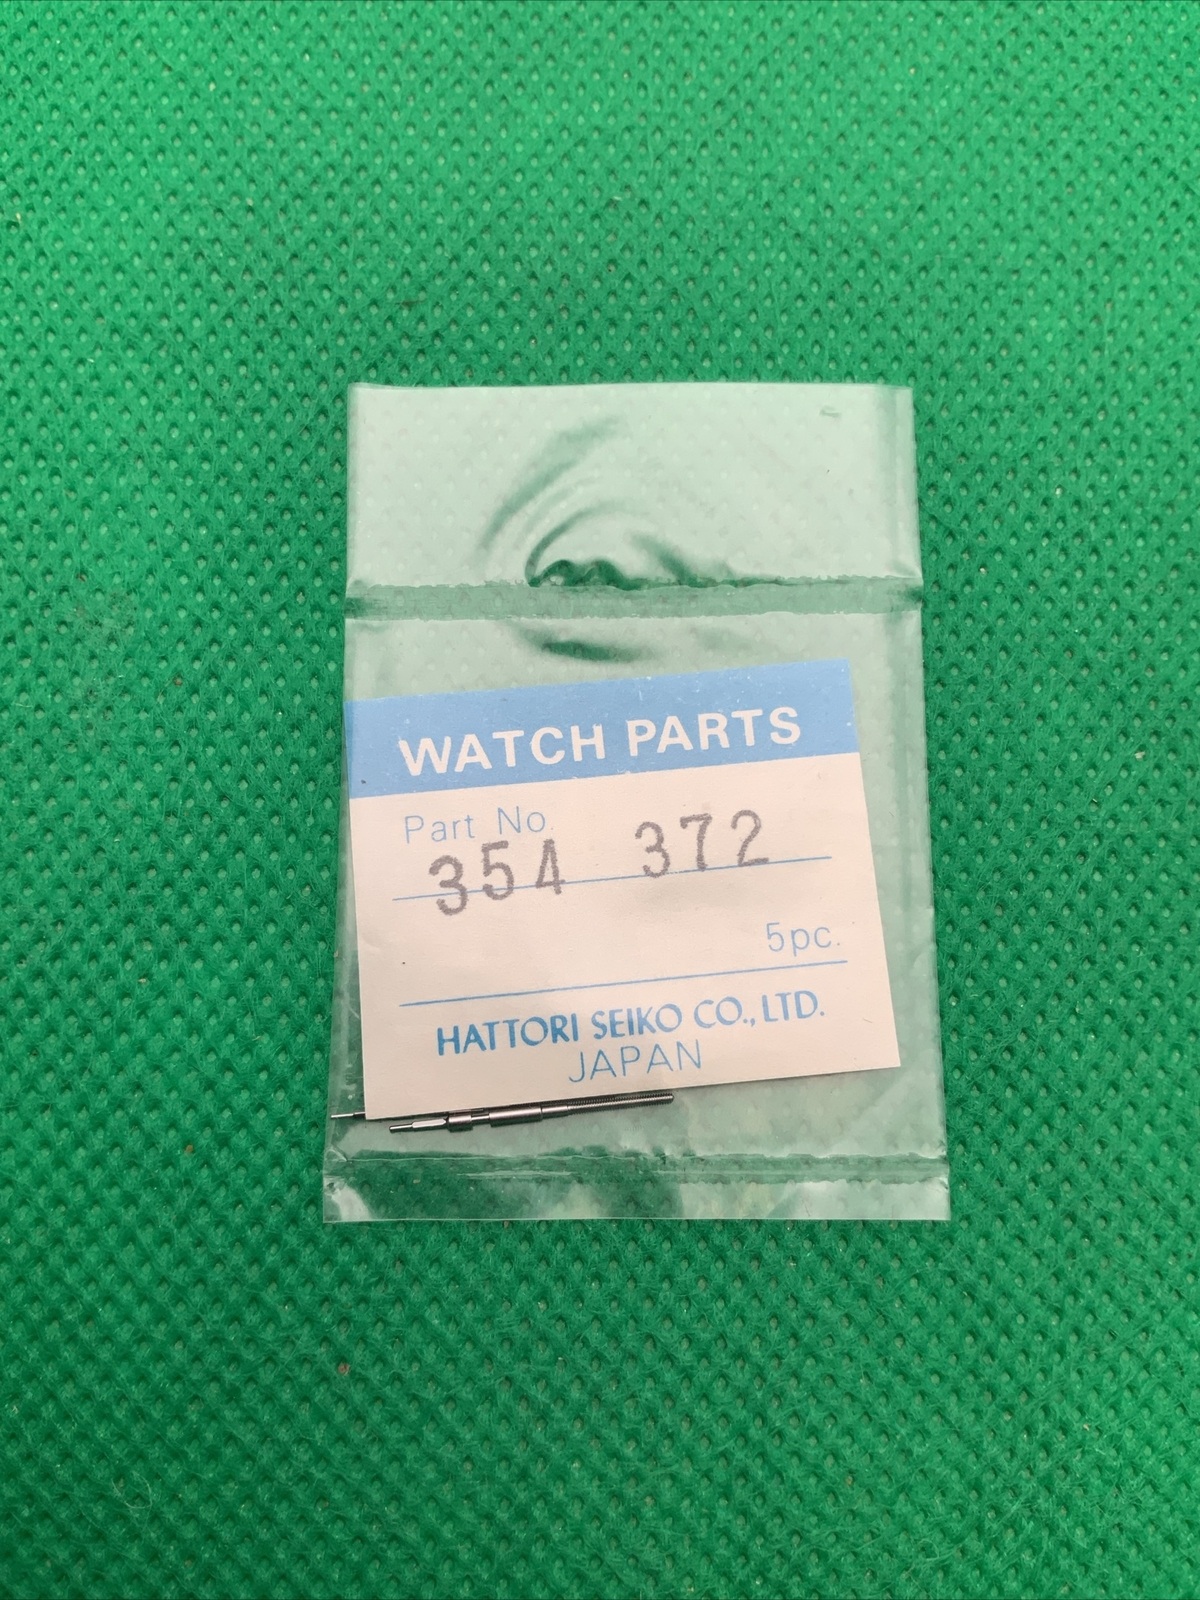 WATCH PARTS
Part No.
354 372
5pc.
HATTORI SEIKO CO., LTD.
JAPAN